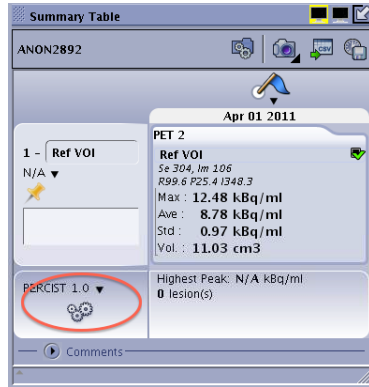 Summary Table
ANON2892
CSV
Apr 01 2011
PET 2
1 - Ref VOI
N/A
Ref VOI
Se 304, Im 106
R99.6 P25.4 I348.3
Max : 12.48 kBq/ml
Ave : 8.78 kBq/ml
Std : 0.97 kBq/ml
Vol. : 11.03 cm3
PERCIST 1.0
Highest Peak: N/A kBq/ml
0 lesion(s)
Comments